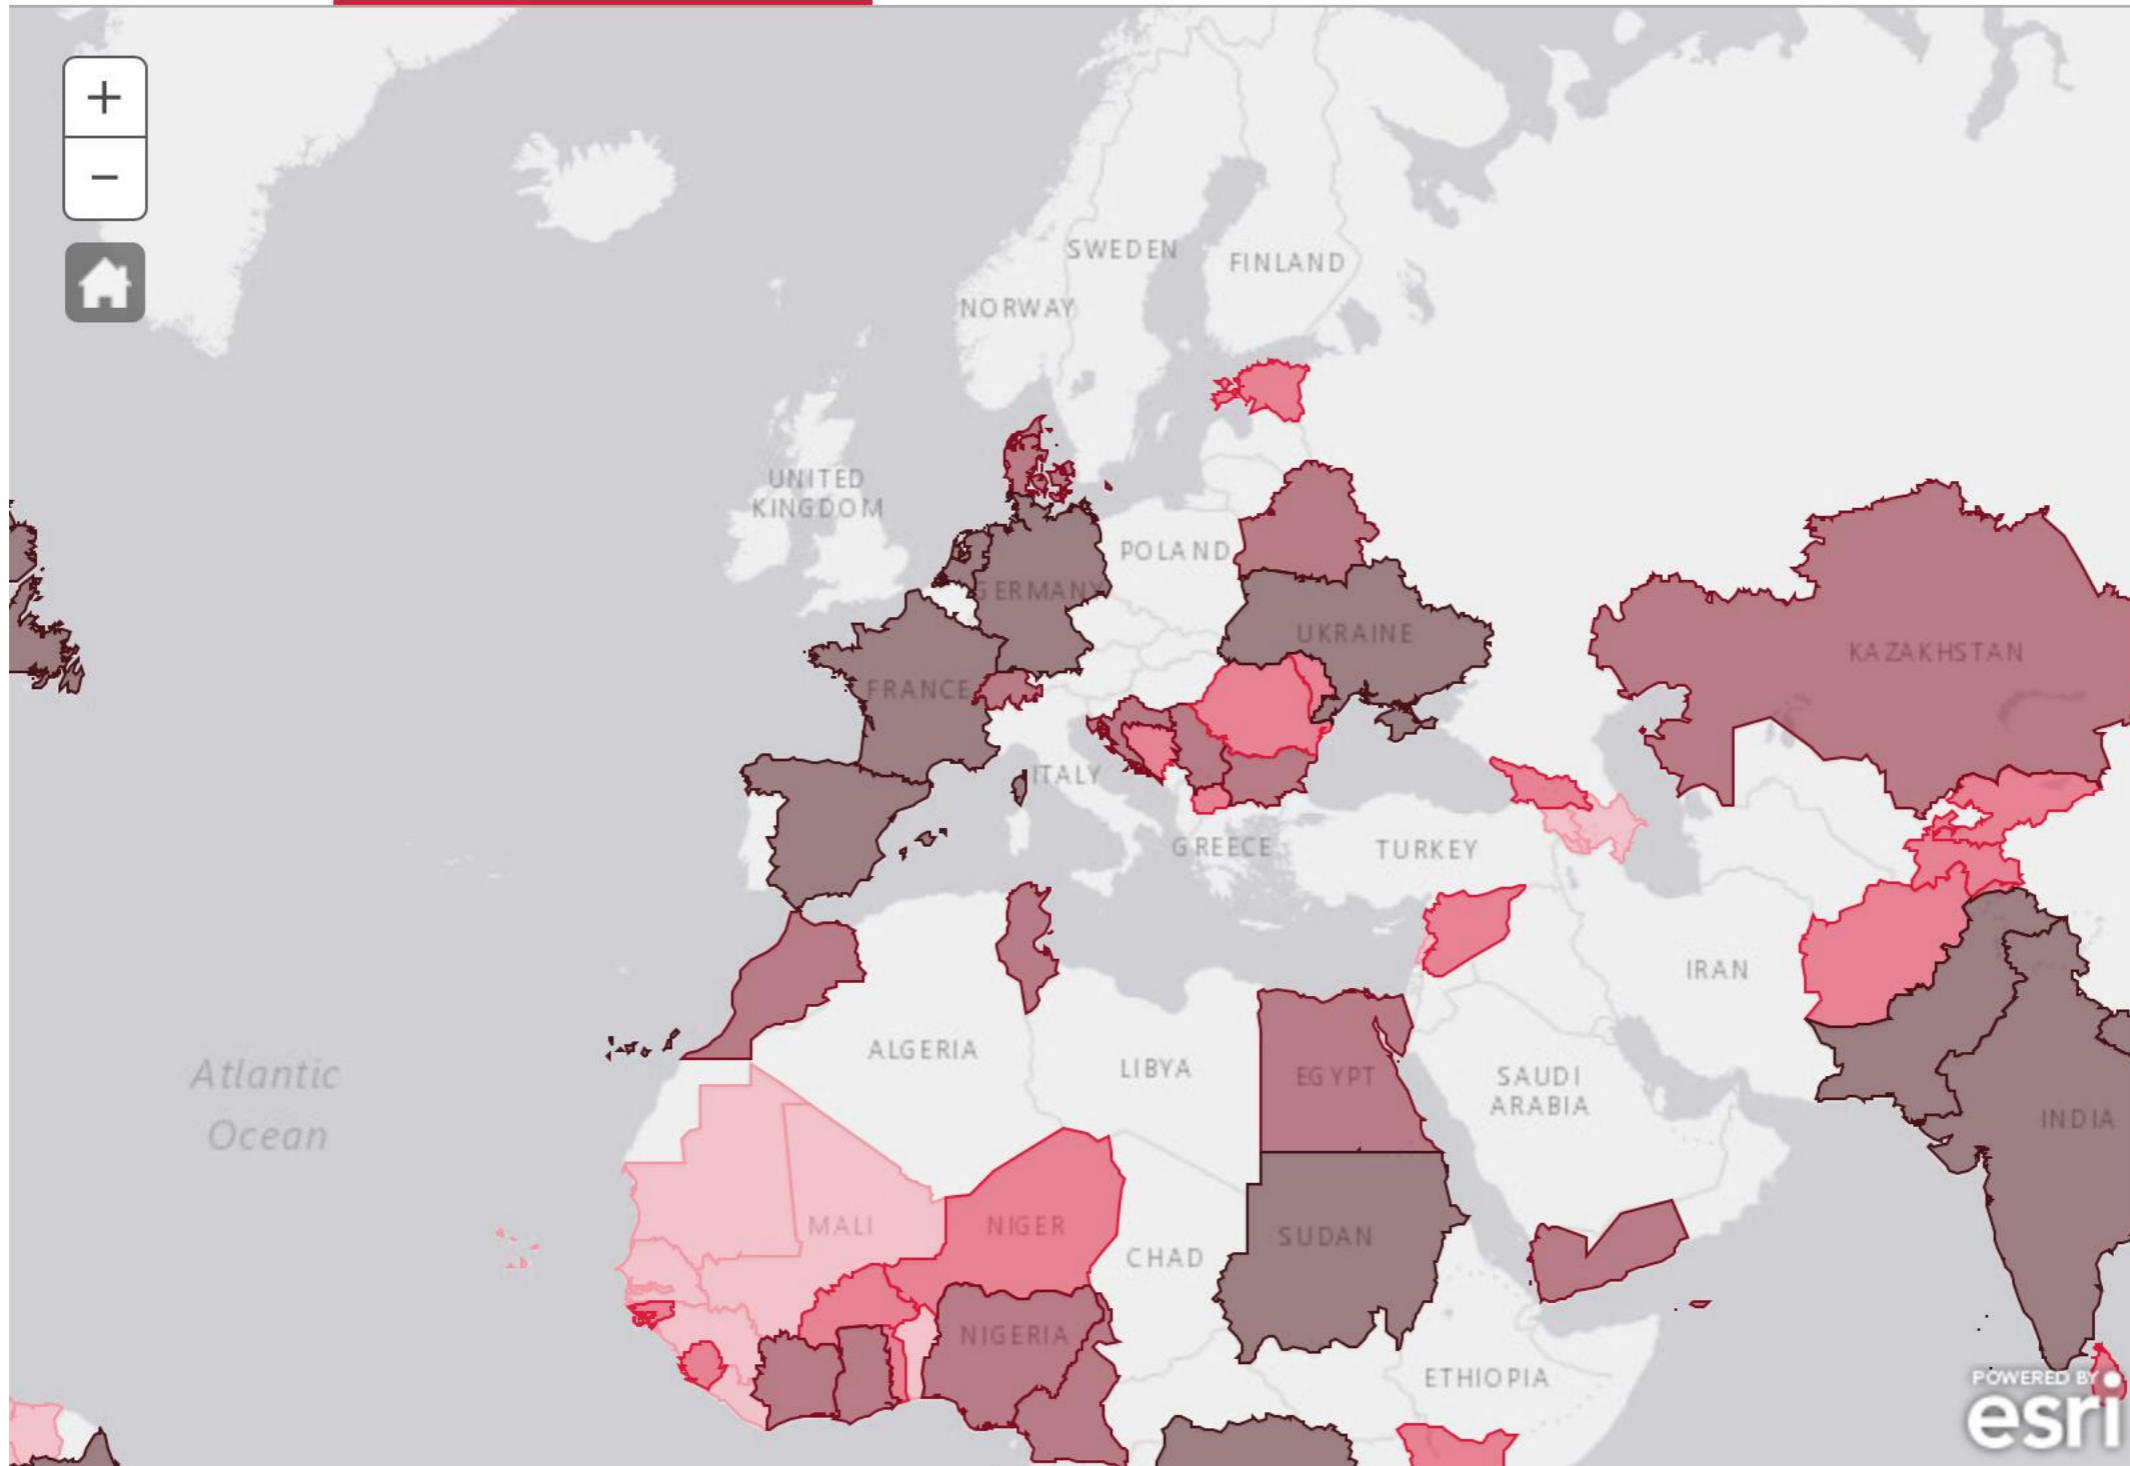 +
−
SWEDEN
FINLAND
NORWAY
UNITED
KINGDOM
POLAND
GERMANY
UKRAINE
KAZAKHSTAN
FRANCE
ITALY
GREECE
TURKEY
IRAN
ALGERIA
LIBYA
EGYPT
SAUDI
ARABIA
INDIA
Atlantic
Ocean
MALI
NIGER
CHAD
SUDAN
NIGERIA
ETHIOPIA
POWERED BY
esri